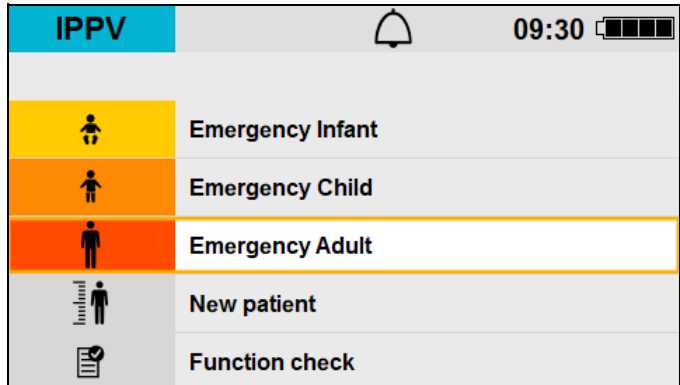 IPPV 09:30
Emergency Infant
Emergency Child
Emergency Adult
New patient
Function check